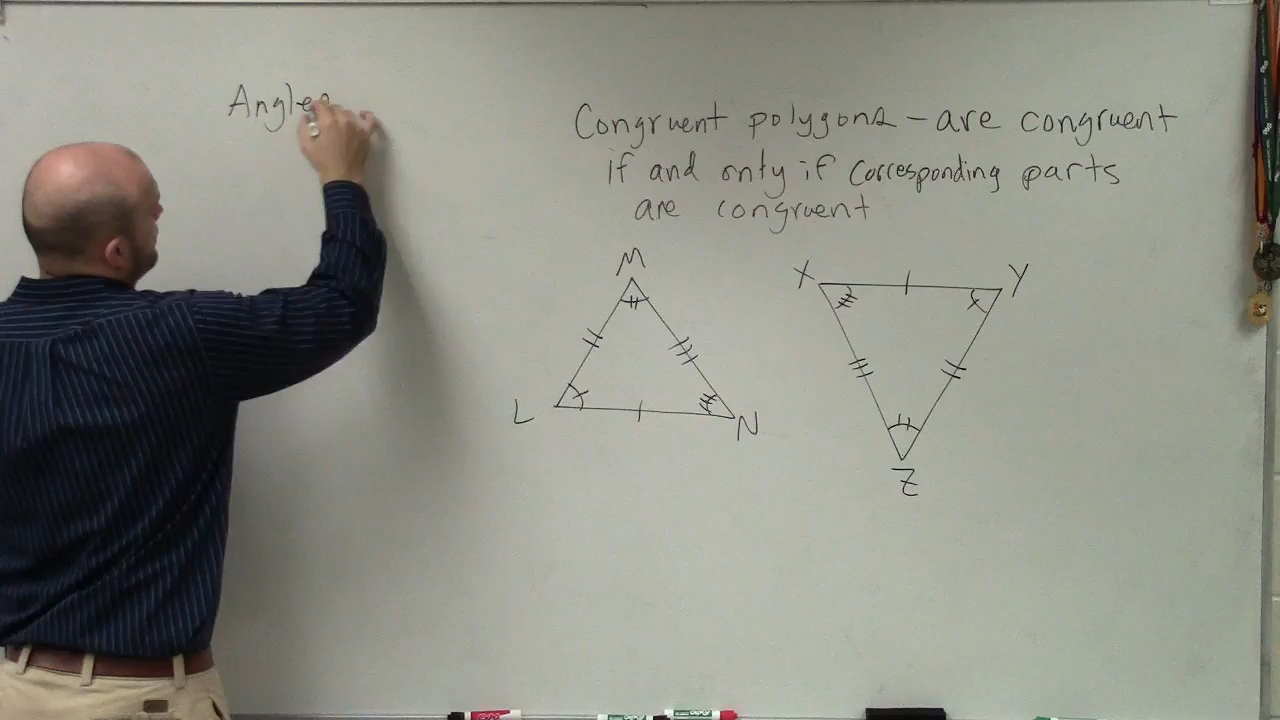 Angles
Congruent polygons - are congruent
if and only if corresponding parts
are congruent
M
X
Y
L
N
Z